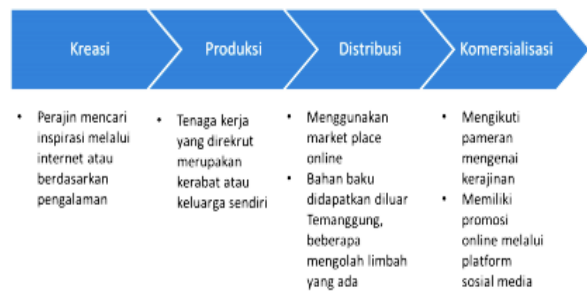 Kreasi
Produksi
Distribusi
Komersialisasi
• Perajin mencari
inspirasi melalui
internet atau
berdasarkan
pengalaman
• Tenaga kerja
yang direkrut
merupakan
kerabat atau
keluarga sendiri
• Menggunakan
market place
online
• Bahan baku
didapatkan diluar
Temanggung,
beberapa
mengolah limbah
yang ada
• Mengikuti
pameran
mengenai
kerajinan
• Memiliki
promosi
online melalui
platform
sosial media